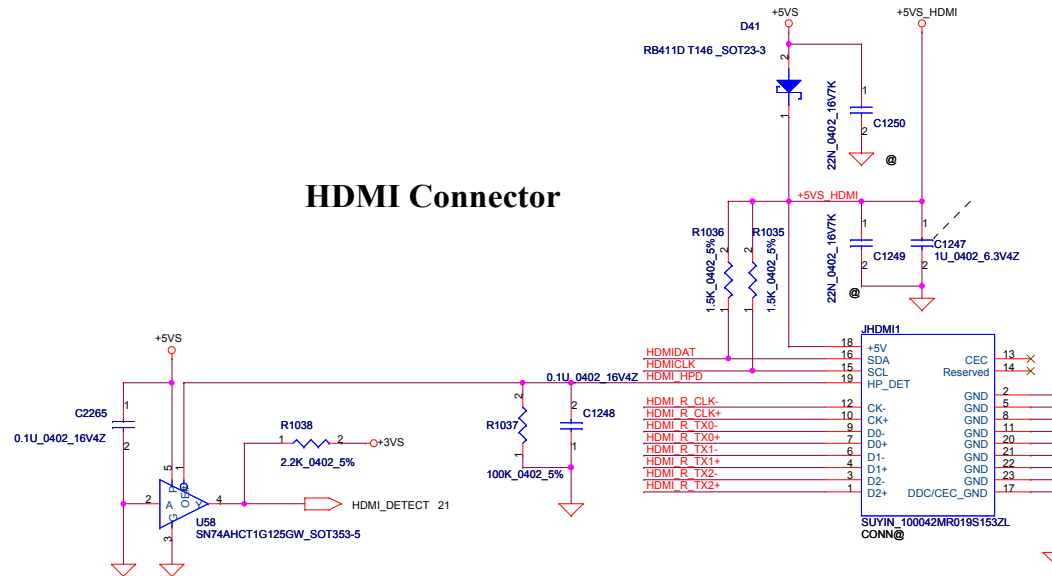 +5VS
+5VS_HDMI
D41
RB411D T146 _SOT23-3
2
1
1
2
C1250
22N_0402_16V7K
@
HDMI Connector
+5VS_HDMI
R1036
R1035
2
2
1
1
1.5K_0402_5%
1.5K_0402_5%
1
2
C1249
22N_0402_16V7K
@
1
2
C1247
1U_0402_6.3V4Z
JHDMI1
HDMIDAT
HDMICLK
HDMI_HPD
HDMI_R_CLK-
HDMI_R_CLK+
HDMI_R_TX0-
HDMI_R_TX0+
HDMI_R_TX1-
HDMI_R_TX1+
HDMI_R_TX2-
HDMI_R_TX2+
18 +5V
16 SDA
15 SCL
19 HP_DET
12 CK-
10 CK+
9 D0-
7 D0+
6 D1-
4 D1+
3 D2-
1 D2+
CEC 13
Reserved 14
GND 2
GND 5
GND 8
GND 11
GND 20
GND 21
GND 22
GND 23
DDC/CEC_GND 17
SUYIN_100042MR019S153ZL
CONN@
+5VS
C2265
1
2
0.1U_0402_16V4Z
R1038
1
2
+3VS
2.2K_0402_5%
5
1
P
OE#
2
A
Y
4
G
3
U58
SN74AHCT1G125GW_SOT353-5
HDMI_DETECT 21
0.1U_0402_16V4Z
2
R1037
1
100K_0402_5%
2
C1248
1